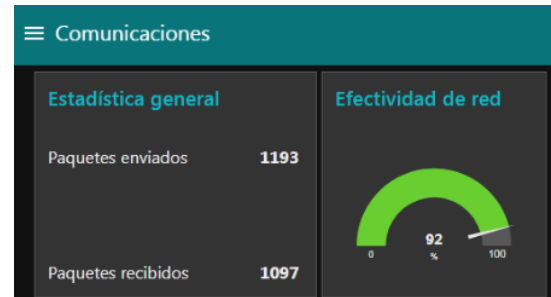 Comunicaciones
Estadística general
Paquetes enviados 1193
Paquetes recibidos 1097
Efectividad de red
92
%
0
100